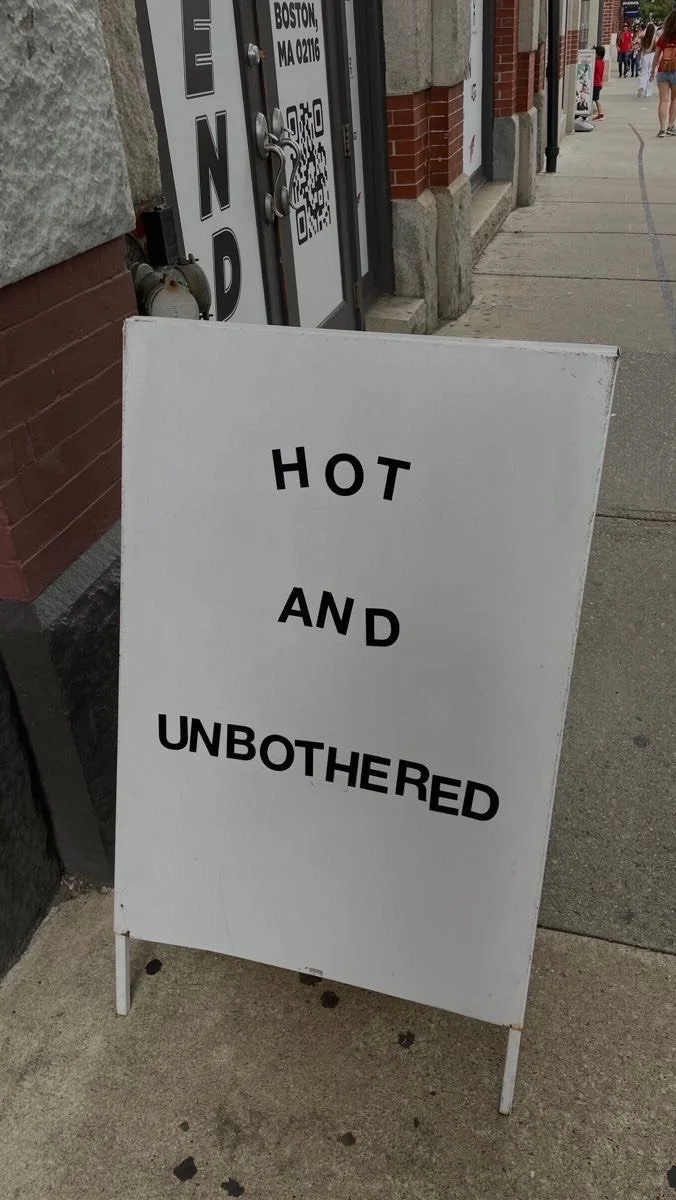 END
BOSTON,
MA 02116
HOT
AND
UNBOTHERED